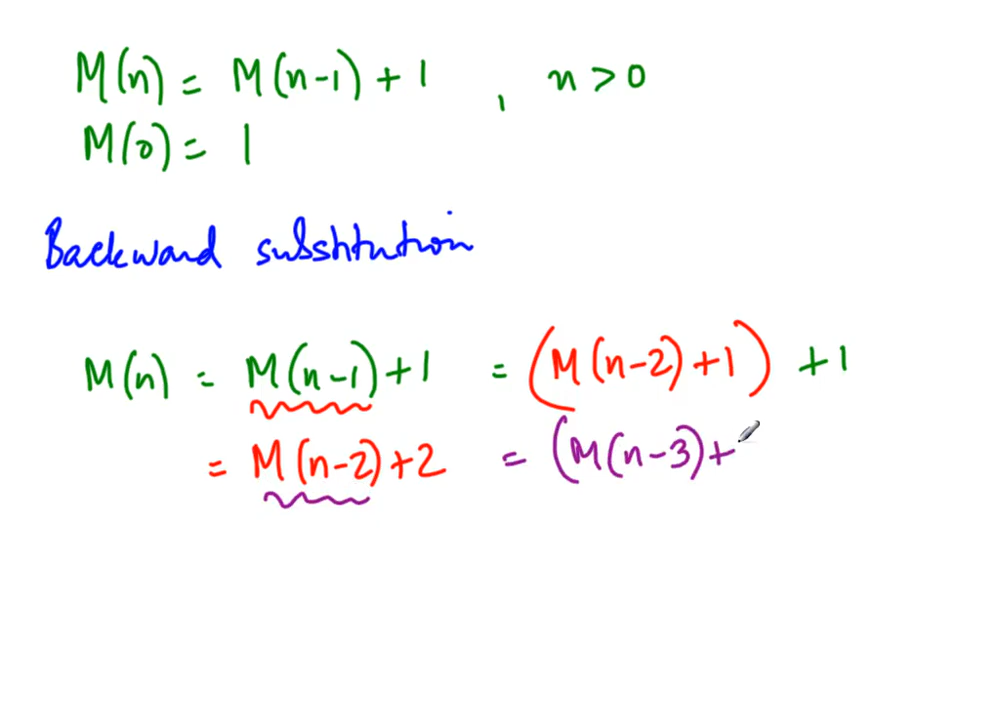 M(n) = M(n-1) + 1 , n > 0
M(0) = 1
Backward substitution
M(n) = M(n-1) + 1 = (M(n-2) + 1) + 1
= M(n-2) + 2 = (M(n-3) +